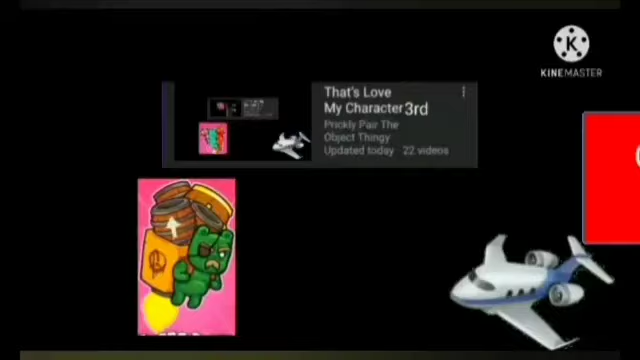 KINEMASTER
That's Love
My Character 3rd
Prickly Pair The
Object Thingy
Updated today 22 videos